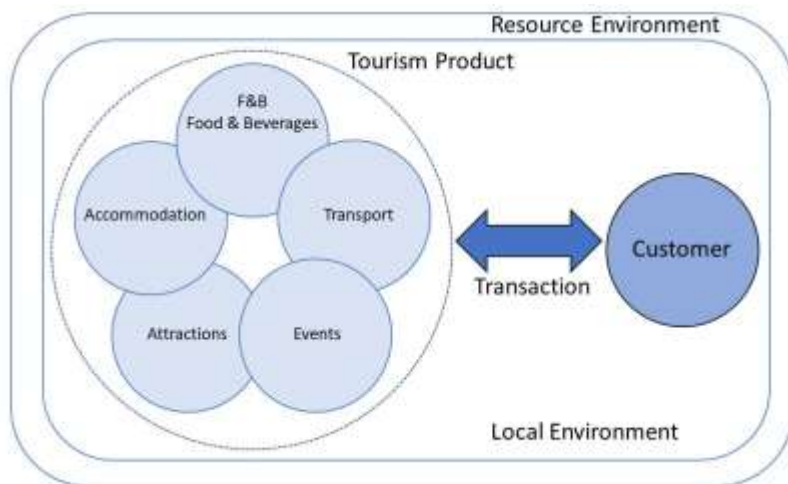 Resource Environment
Tourism Product
F&B
Food & Beverages
Accommodation
Transport
Customer
Transaction
Attractions
Events
Local Environment